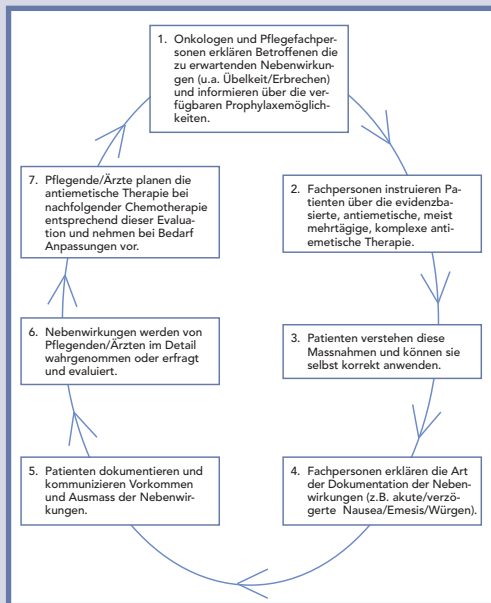 1. Onkologen und Pflegefachper-
sonen erklären Betroffenen die
zu erwartenden Nebenwirkun-
gen (u.a. Übelkeit/Erbrechen)
und informieren über die ver-
fügbaren Prophylaxemöglich-
keiten.
2. Fachpersonen instruieren Pa-
tienten über die evidenzba-
sierte, antiemetische, meist
mehrtägige, komplexe anti-
emetische Therapie.
3. Patienten verstehen diese
Massnahmen und können sie
selbst korrekt anwenden.
4. Fachpersonen erklären die Art
der Dokumentation der Neben-
wirkungen (z.B. akute/verzö-
gerte Nausea/Emesis/Würgen).
5. Patienten dokumentieren und
kommunizieren Vorkommen
und Ausmass der Nebenwir-
kungen.
6. Nebenwirkungen werden von
Pflegenden/Ärzten im Detail
wahrgenommen oder erfragt
und evaluiert.
7. Pflegende/Ärzte planen die
antiemetische Therapie bei
nachfolgender Chemotherapie
entsprechend dieser Evalua-
tion und nehmen bei Bedarf
Anpassungen vor.